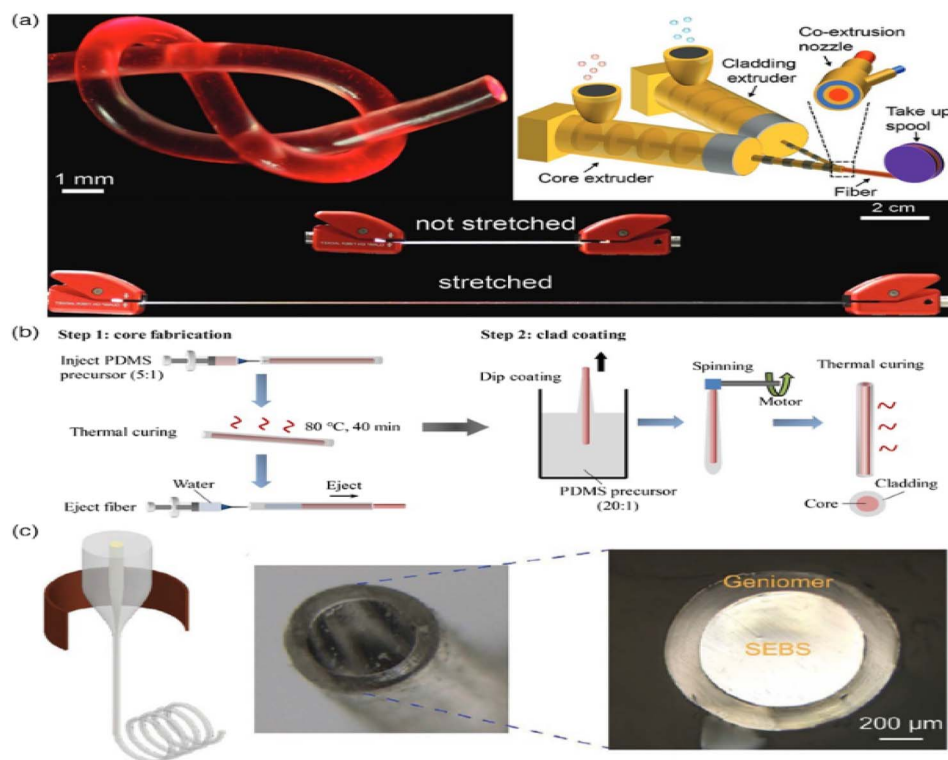 (a)
1 mm
Co-extrusion
nozzle
Cladding
extruder
Take up
spool
Core extruder
Fiber
2 cm
not stretched
stretched
(b)
Step 1: core fabrication
Inject PDMS
precursor (5:1)
Thermal curing
80 °C, 40 min
Water
Eject
Eject fiber
Step 2: clad coating
Dip coating
PDMS precursor
(20:1)
Spinning
Motor
Thermal curing
Cladding
Core
(c)
Geniomer
SEBS
200 μm